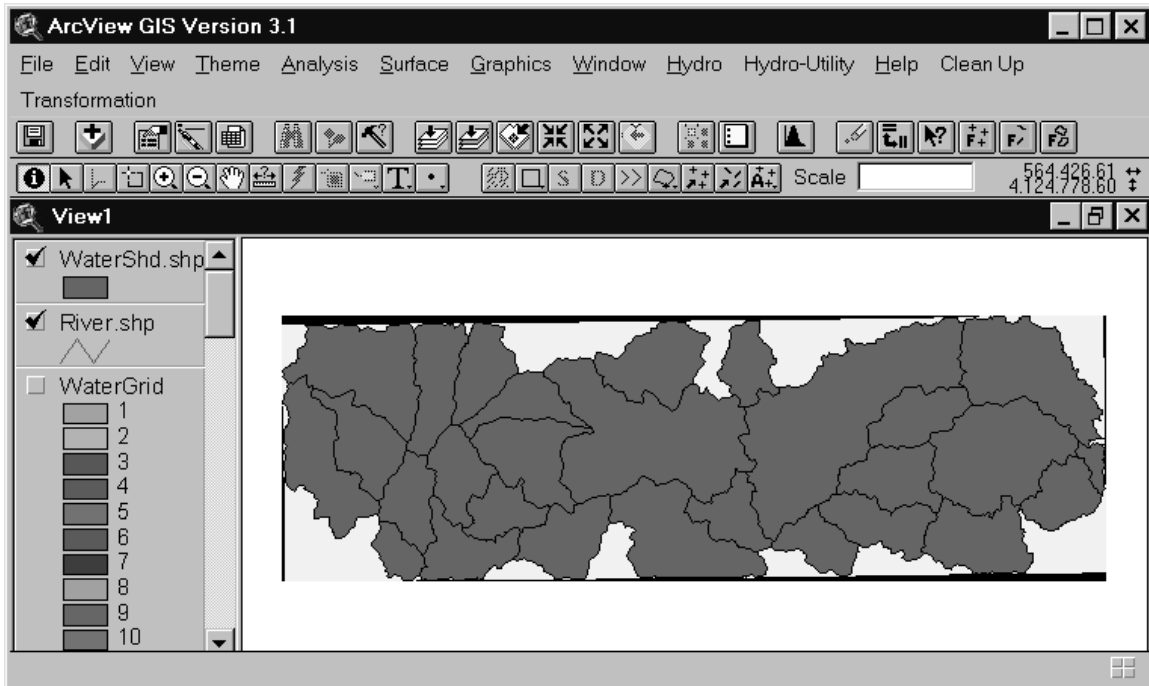 ArcView GIS Version 3.1
File Edit View Theme Analysis Surface Graphics Window Hydro Hydro-Utility Help Clean Up
Transformation
Scale 564,426.61
4,124,778.60
View1
WaterShd.shp
River.shp
WaterGrid
1
2
3
4
5
6
7
8
9
10